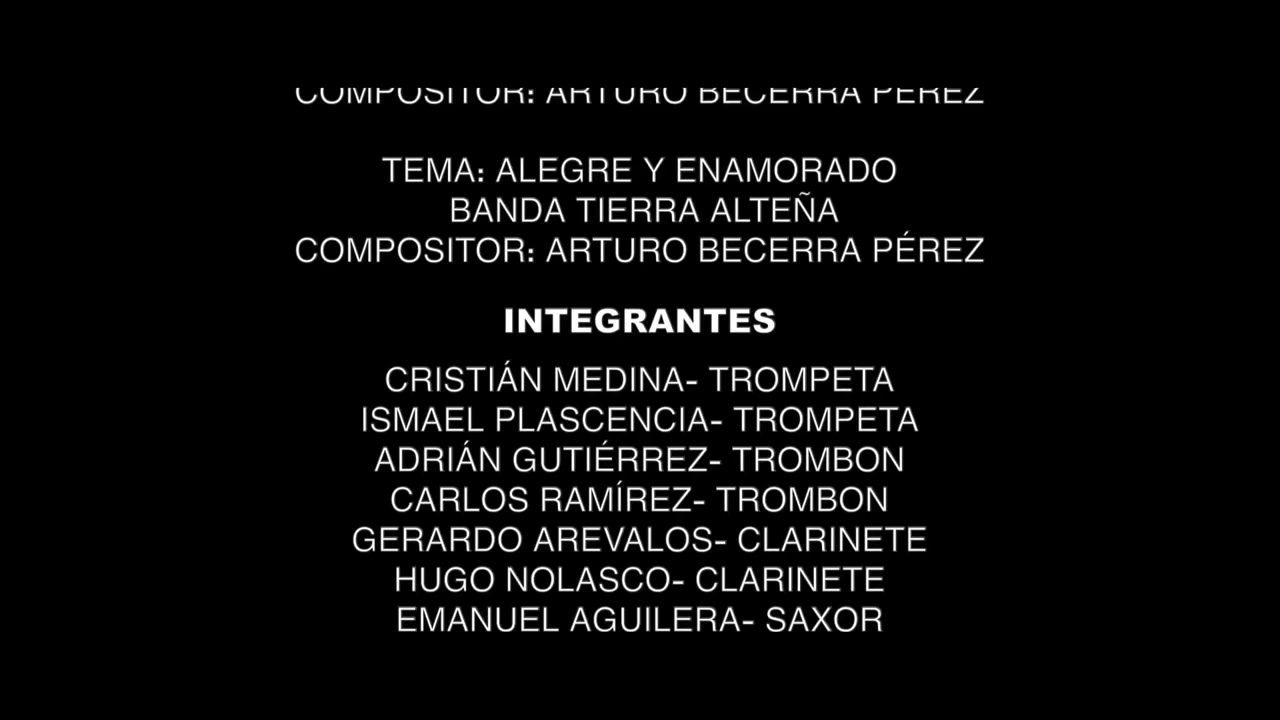 COMPOSITOR: ARTURO BECERRA PÉREZ
TEMA: ALEGRE Y ENAMORADO
BANDA TIERRA ALTEÑA
COMPOSITOR: ARTURO BECERRA PÉREZ
INTEGRANTES
CRISTIÁN MEDINA- TROMPETA
ISMAEL PLASCENCIA- TROMPETA
ADRIÁN GUTIÉRREZ- TROMBON
CARLOS RAMÍREZ- TROMBON
GERARDO AREVALOS- CLARINETE
HUGO NOLASCO- CLARINETE
EMANUEL AGUILERA- SAXOR